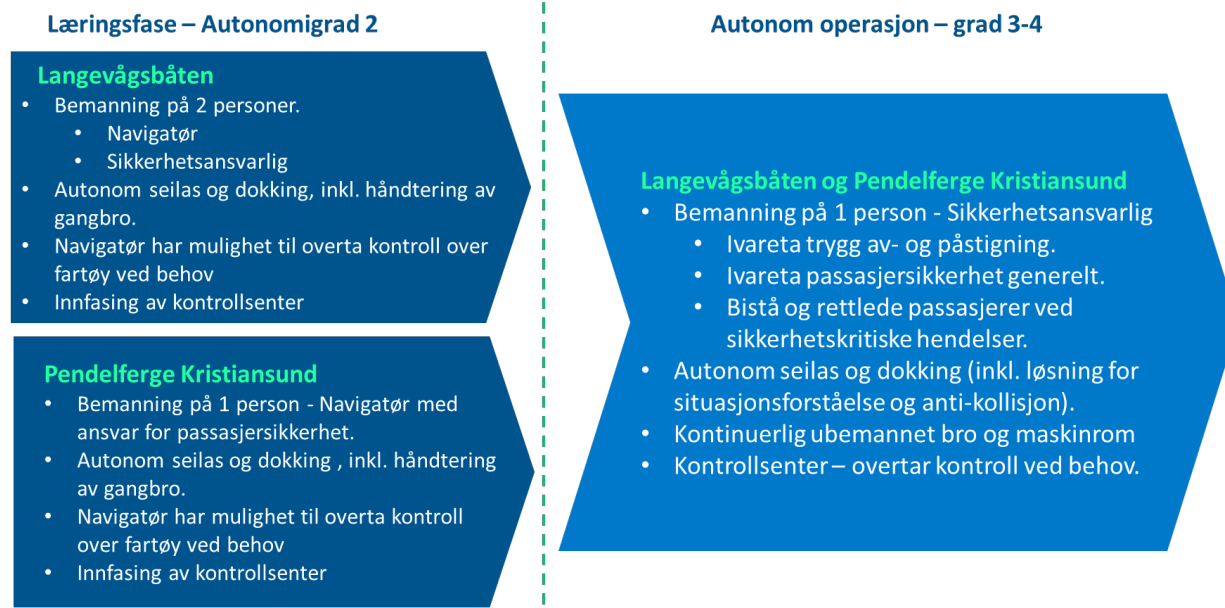 Læringsfase – Autonomigrad 2
Langevågsbåten
• Bemanning på 2 personer.
• Navigatør
• Sikkerhetsansvarlig
• Autonom seilas og dokking, inkl. håndtering av
gangbro.
• Navigatør har mulighet til overta kontroll over
fartøy ved behov
• Innfasing av kontrollsenter
Pendelferge Kristiansund
• Bemanning på 1 person - Navigatør med
ansvar for passasjersikkerhet.
• Autonom seilas og dokking , inkl. håndtering
av gangbro.
• Navigatør har mulighet til overta kontroll
over fartøy ved behov
• Innfasing av kontrollsenter
Autonom operasjon – grad 3-4
Langevågsbåten og Pendelferge Kristiansund
• Bemanning på 1 person - Sikkerhetsansvarlig
• Ivareta trygg av- og påstigning.
• Ivareta passasjersikkerhet generelt.
• Bistå og rettlede passasjerer ved
sikkerhetskritiske hendelser.
• Autonom seilas og dokking (inkl. løsning for
situasjonsforståelse og anti-kollisjon).
• Kontinuerlig ubemannet bro og maskinrom
• Kontrollsenter – overtar kontroll ved behov.